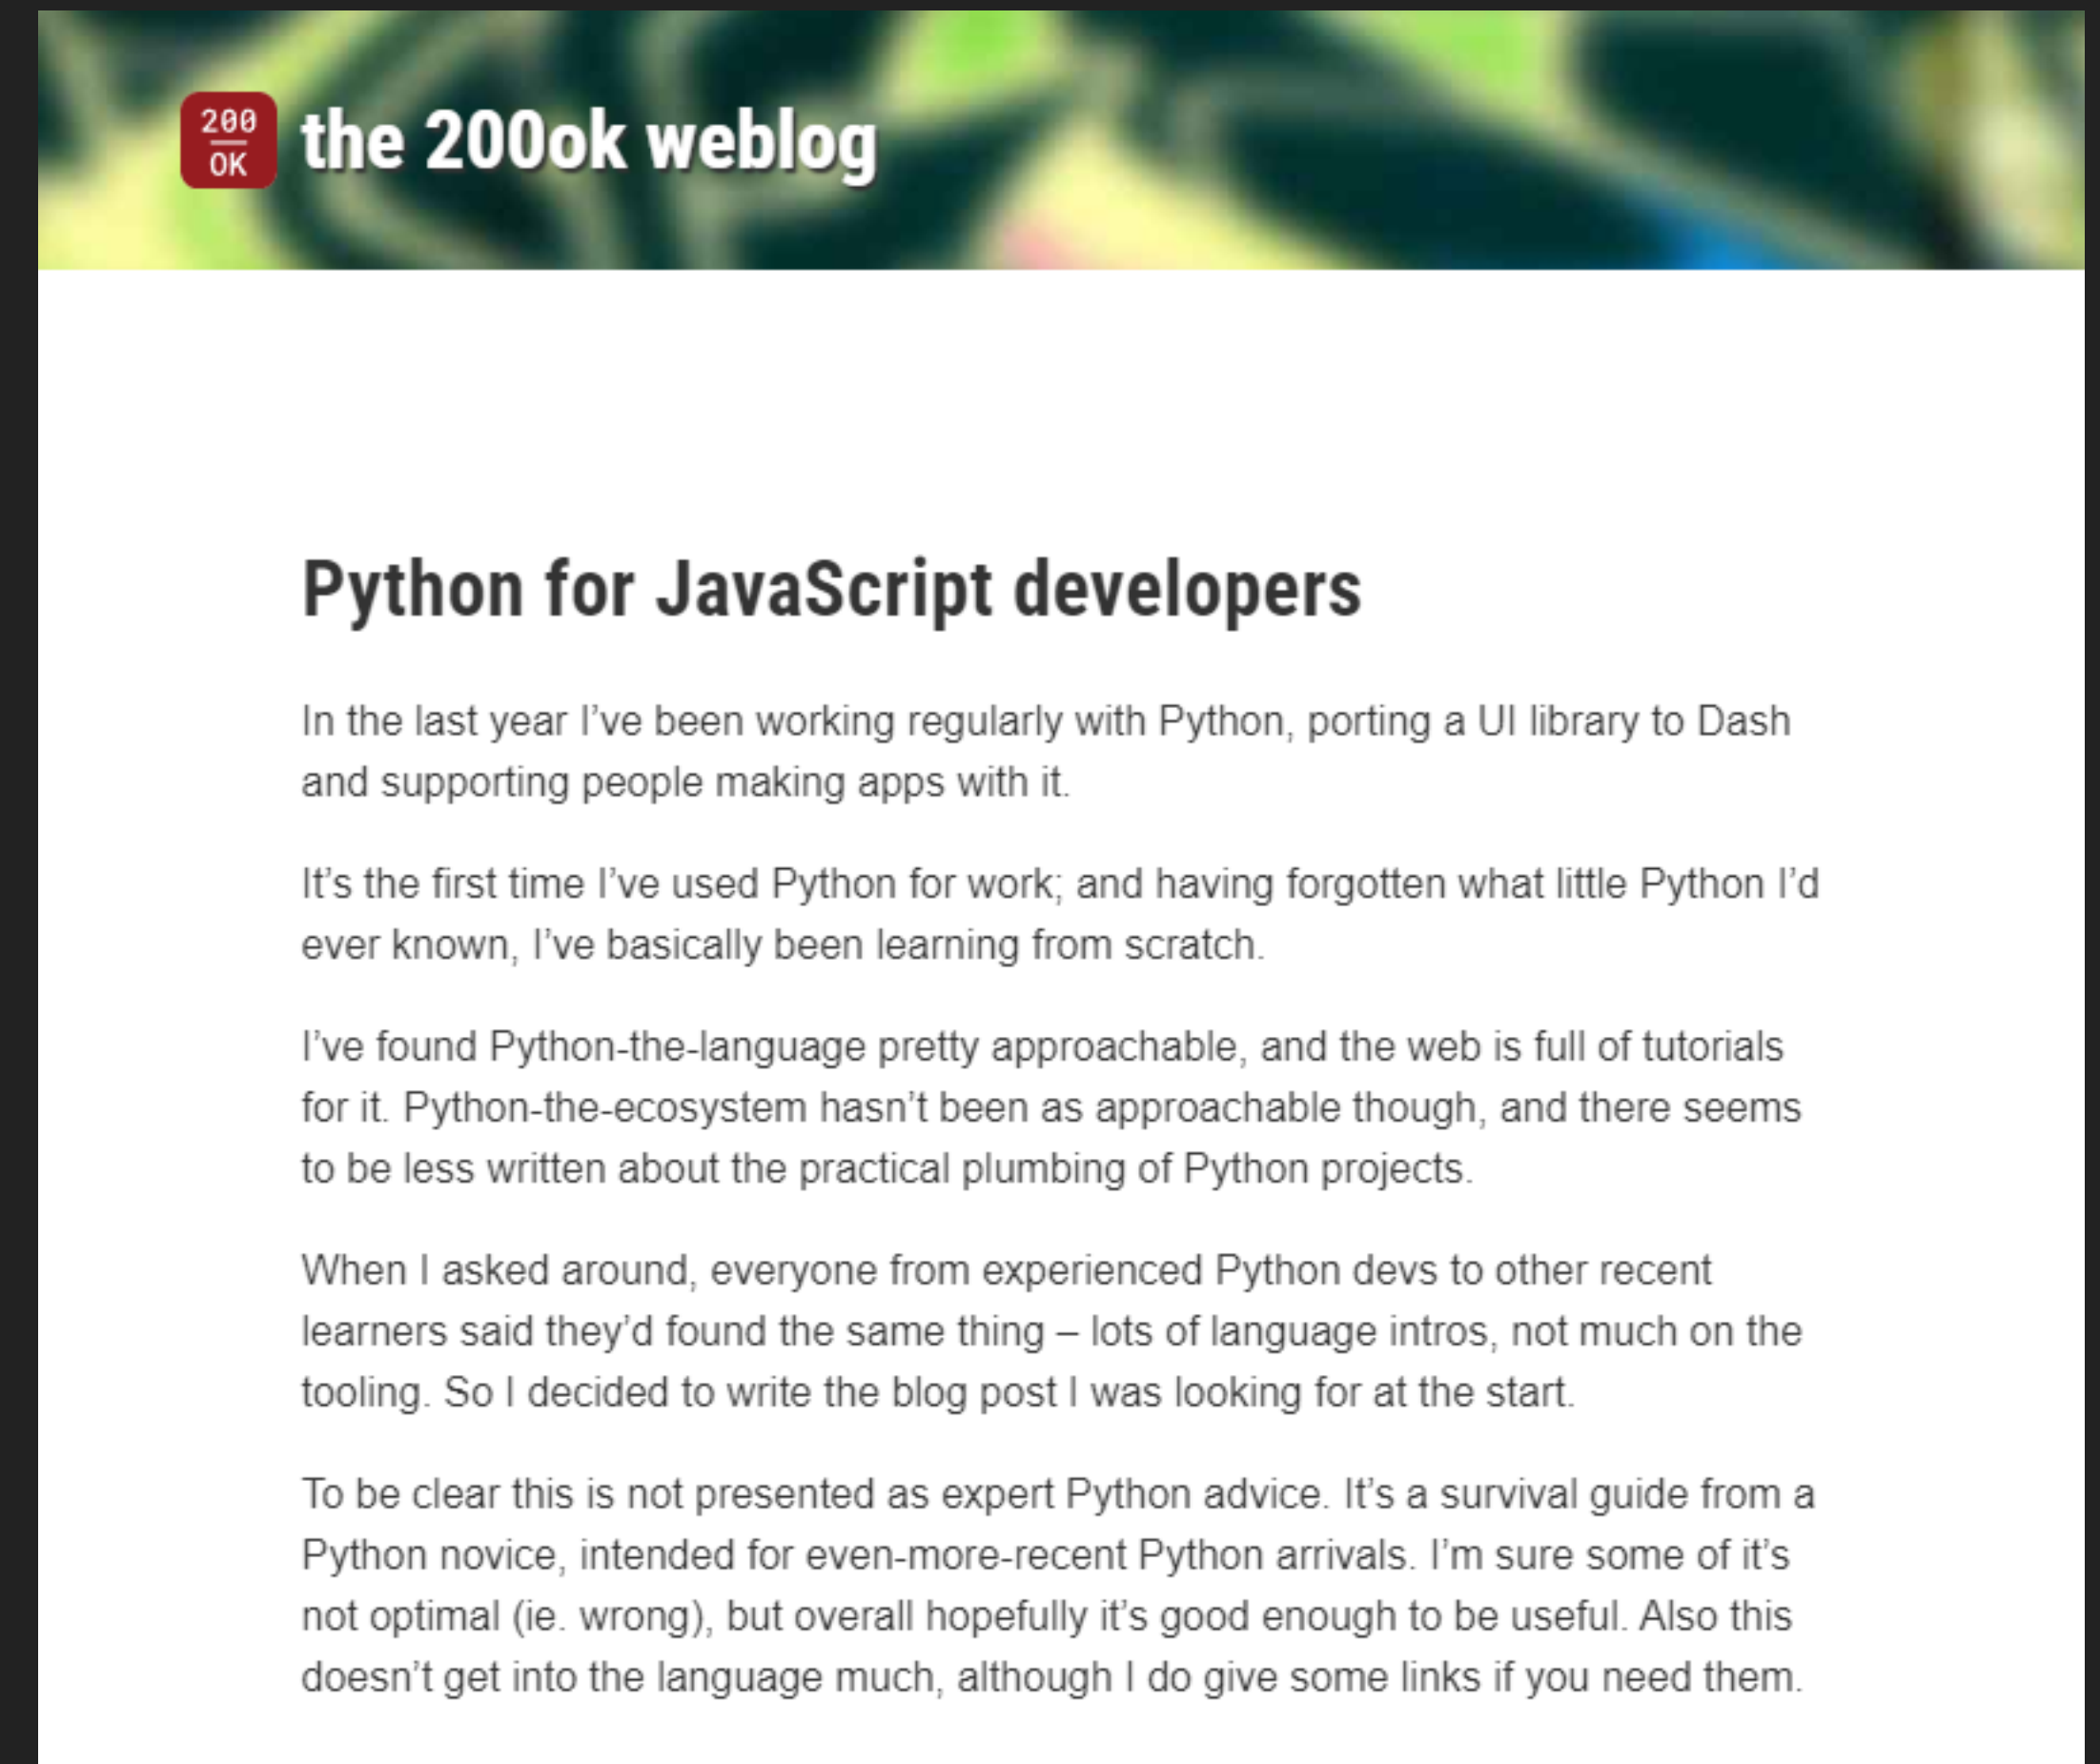 200
OK
the 200ok weblog
Python for JavaScript developers
In the last year I’ve been working regularly with Python, porting a UI library to Dash
and supporting people making apps with it.
It’s the first time I’ve used Python for work; and having forgotten what little Python I’d
ever known, I’ve basically been learning from scratch.
I’ve found Python-the-language pretty approachable, and the web is full of tutorials
for it. Python-the-ecosystem hasn’t been as approachable though, and there seems
to be less written about the practical plumbing of Python projects.
When I asked around, everyone from experienced Python devs to other recent
learners said they’d found the same thing – lots of language intros, not much on the
tooling. So I decided to write the blog post I was looking for at the start.
To be clear this is not presented as expert Python advice. It’s a survival guide from a
Python novice, intended for even-more-recent Python arrivals. I’m sure some of it’s
not optimal (ie. wrong), but overall hopefully it’s good enough to be useful. Also this
doesn’t get into the language much, although I do give some links if you need them.